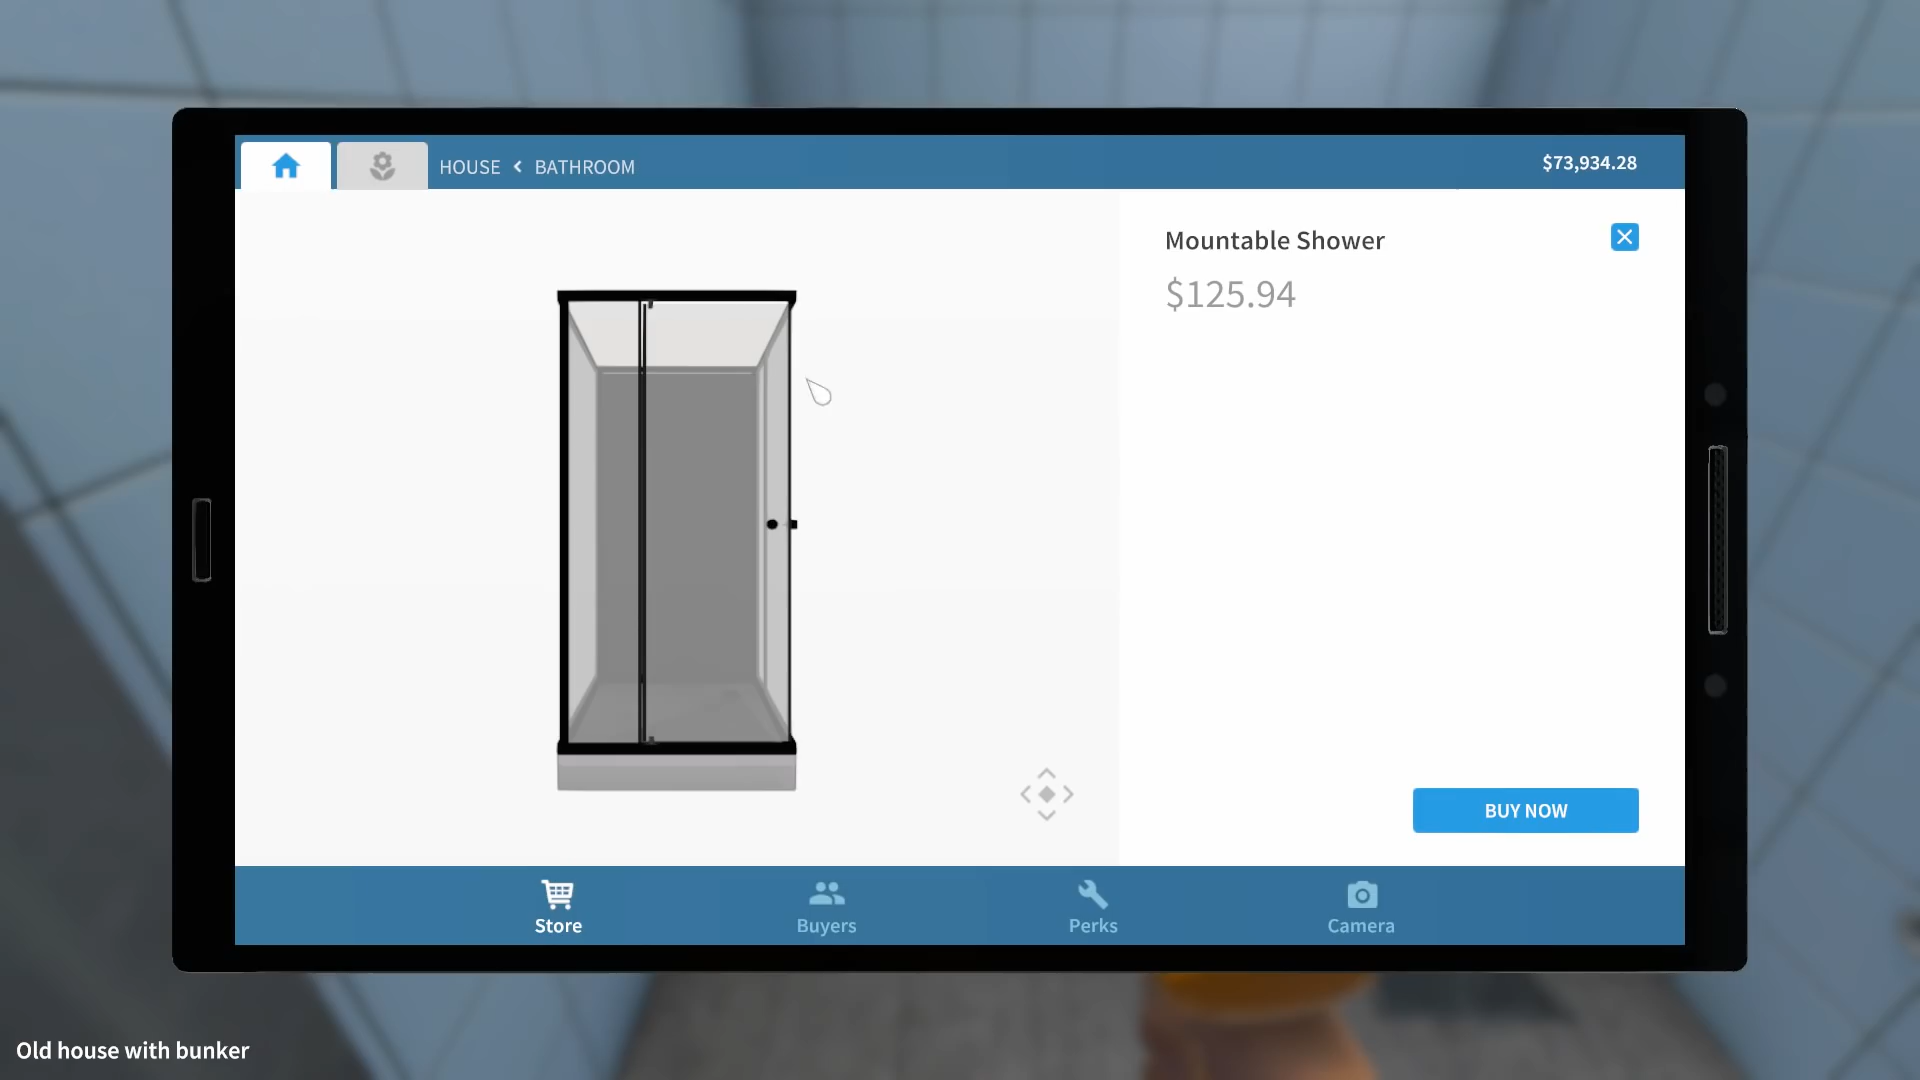 HOUSE < BATHROOM
$73,934.28
Mountable Shower
$125.94
BUY NOW
Store
Buyers
Perks
Camera
Old house with bunker